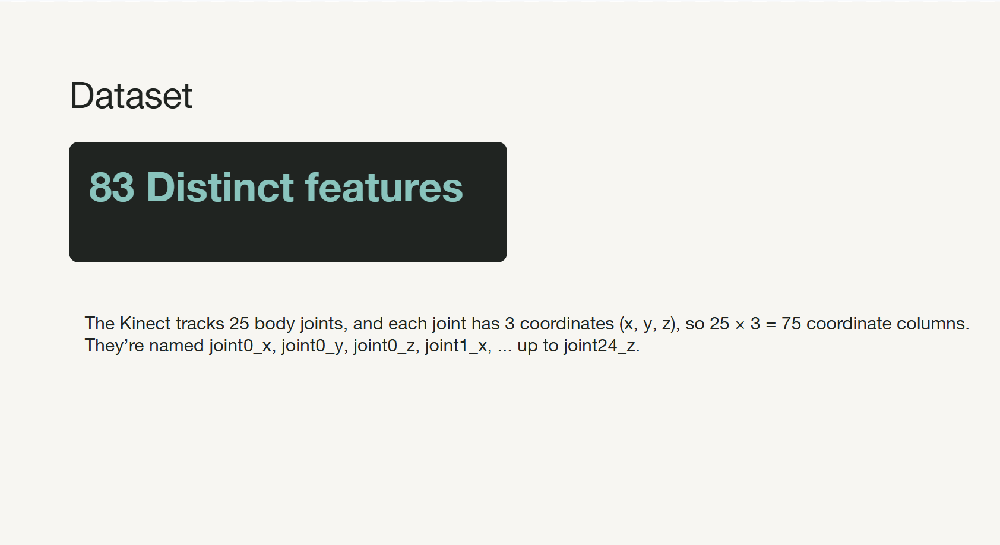 Dataset
83 Distinct features
The Kinect tracks 25 body joints, and each joint has 3 coordinates (x, y, z), so 25 × 3 = 75 coordinate columns.
They’re named joint0_x, joint0_y, joint0_z, joint1_x, ... up to joint24_z.